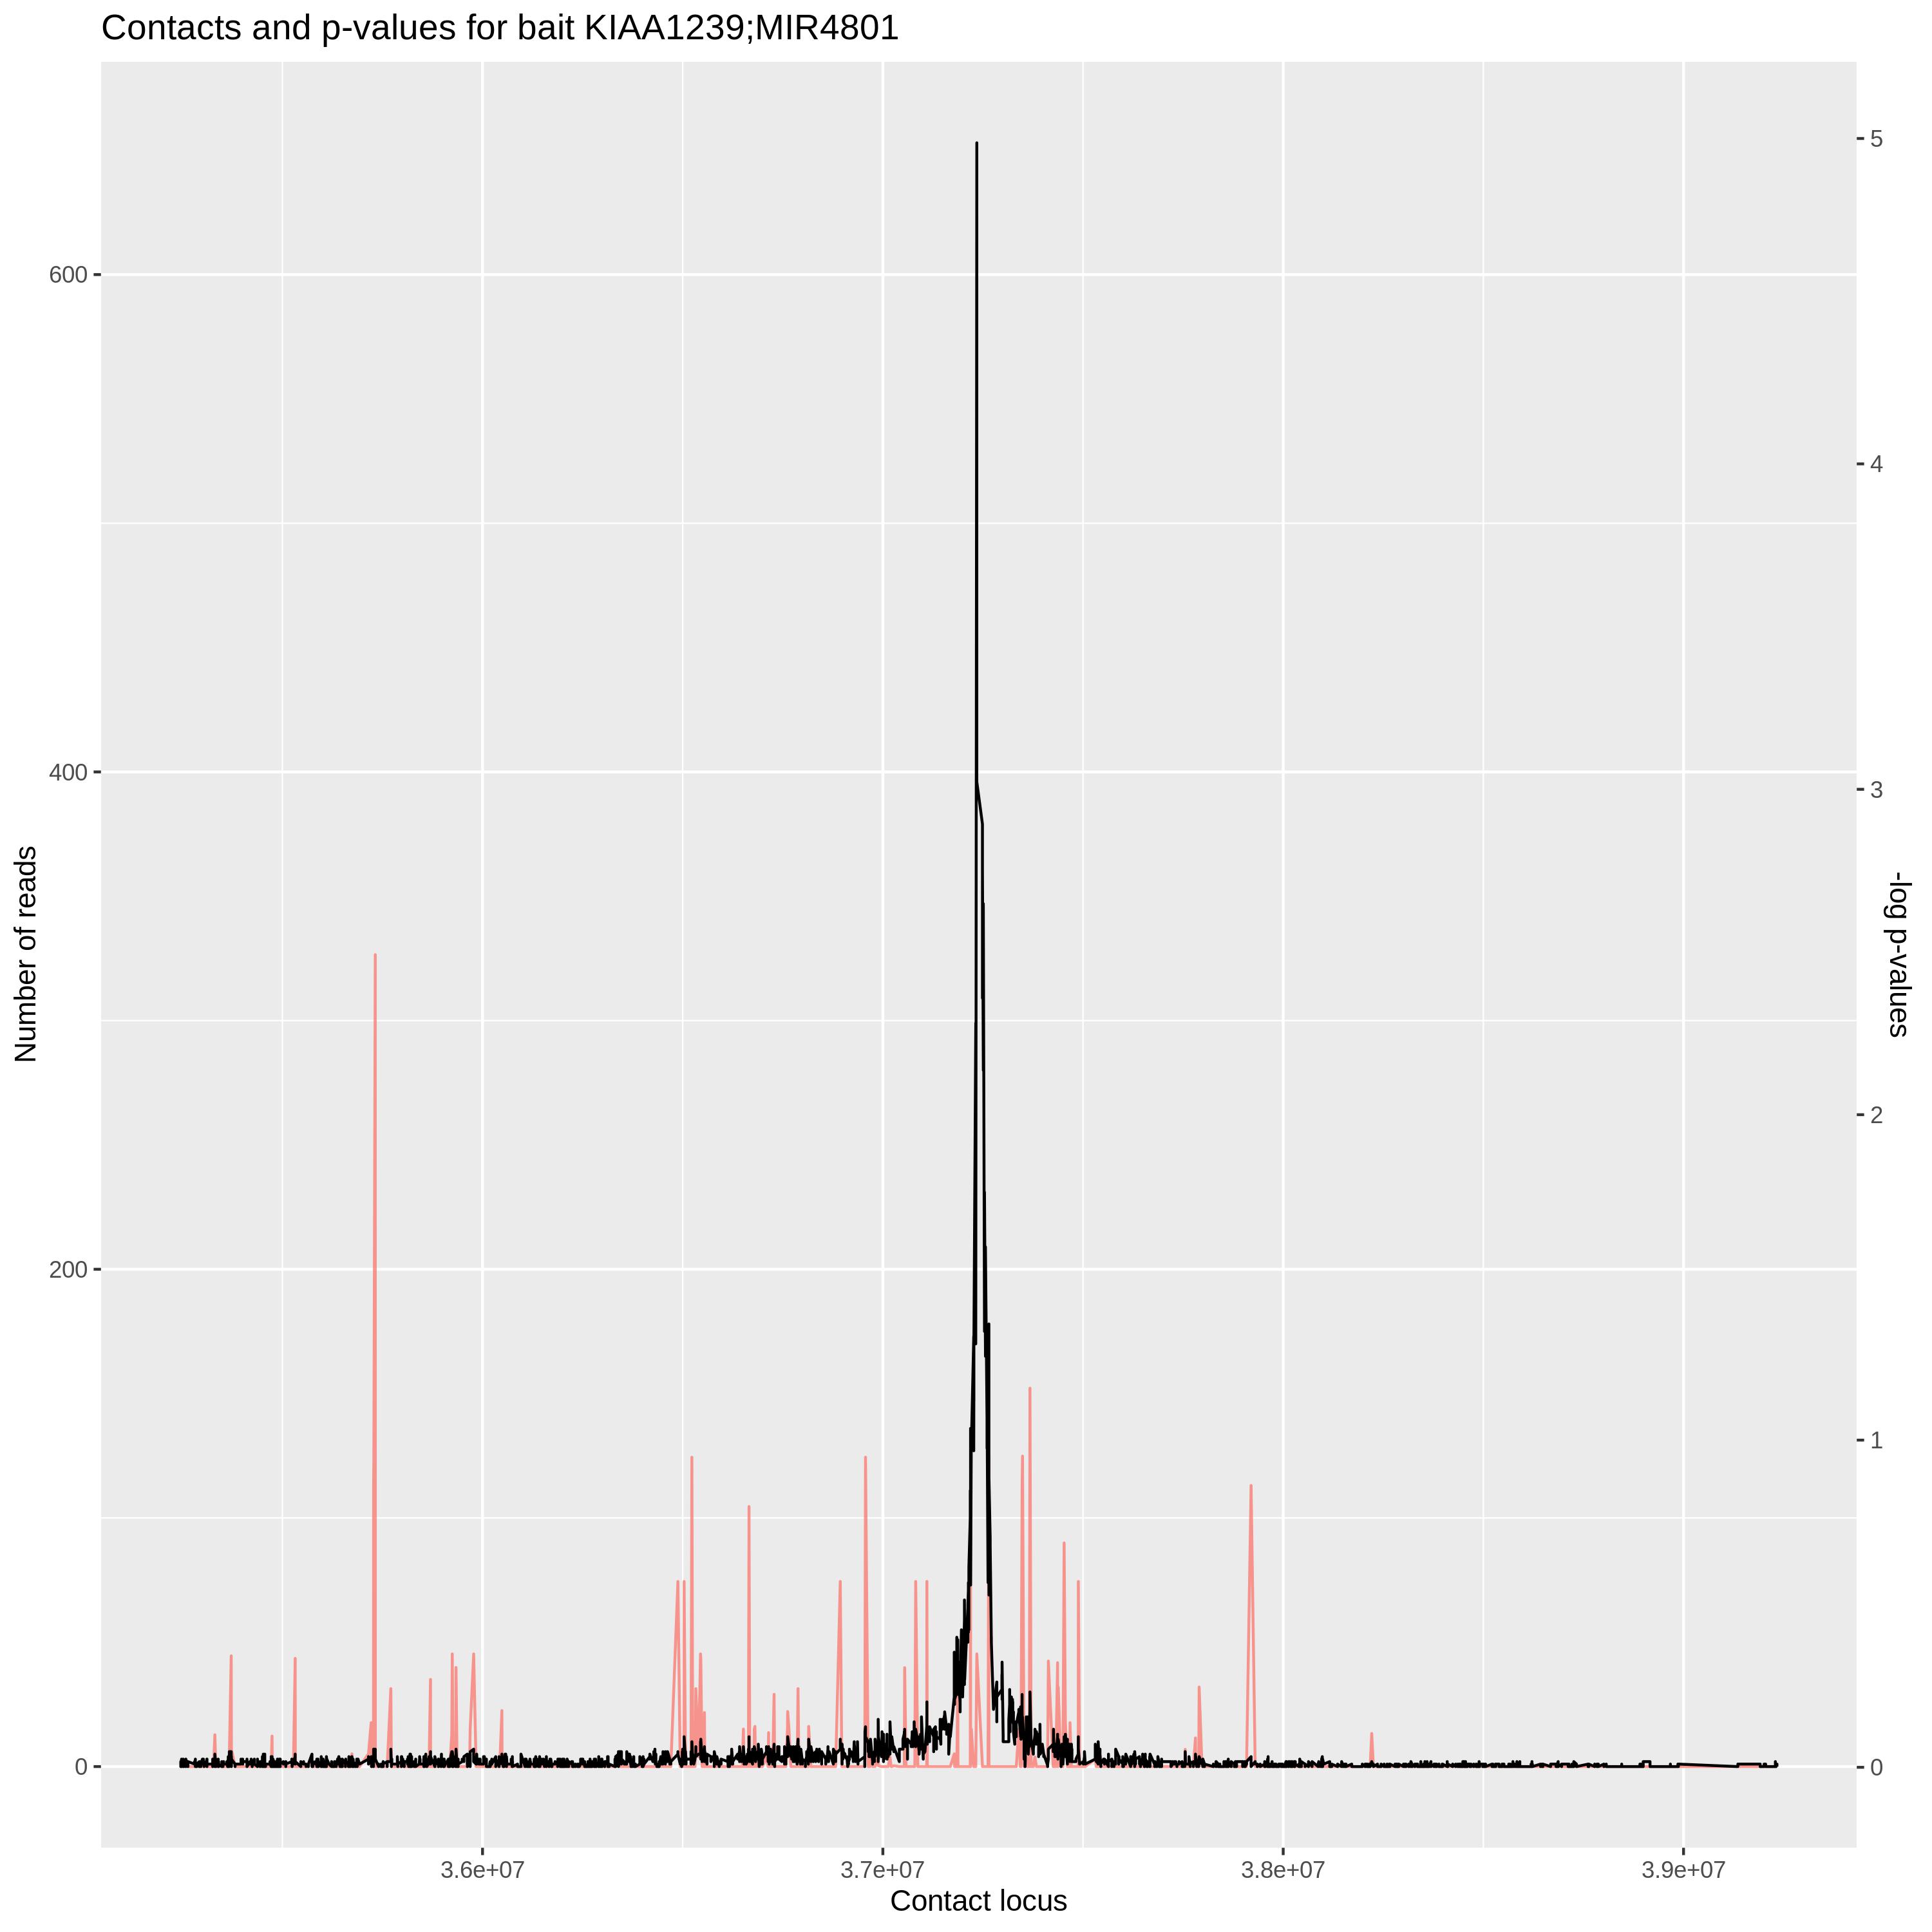 Contacts and p-values for bait KIAA1239;MIR4801
5
600
4
400
3
Number of reads
-log p-values
2
200
1
0
0
3.6e+07
3.7e+07
3.8e+07
3.9e+07
Contact locus